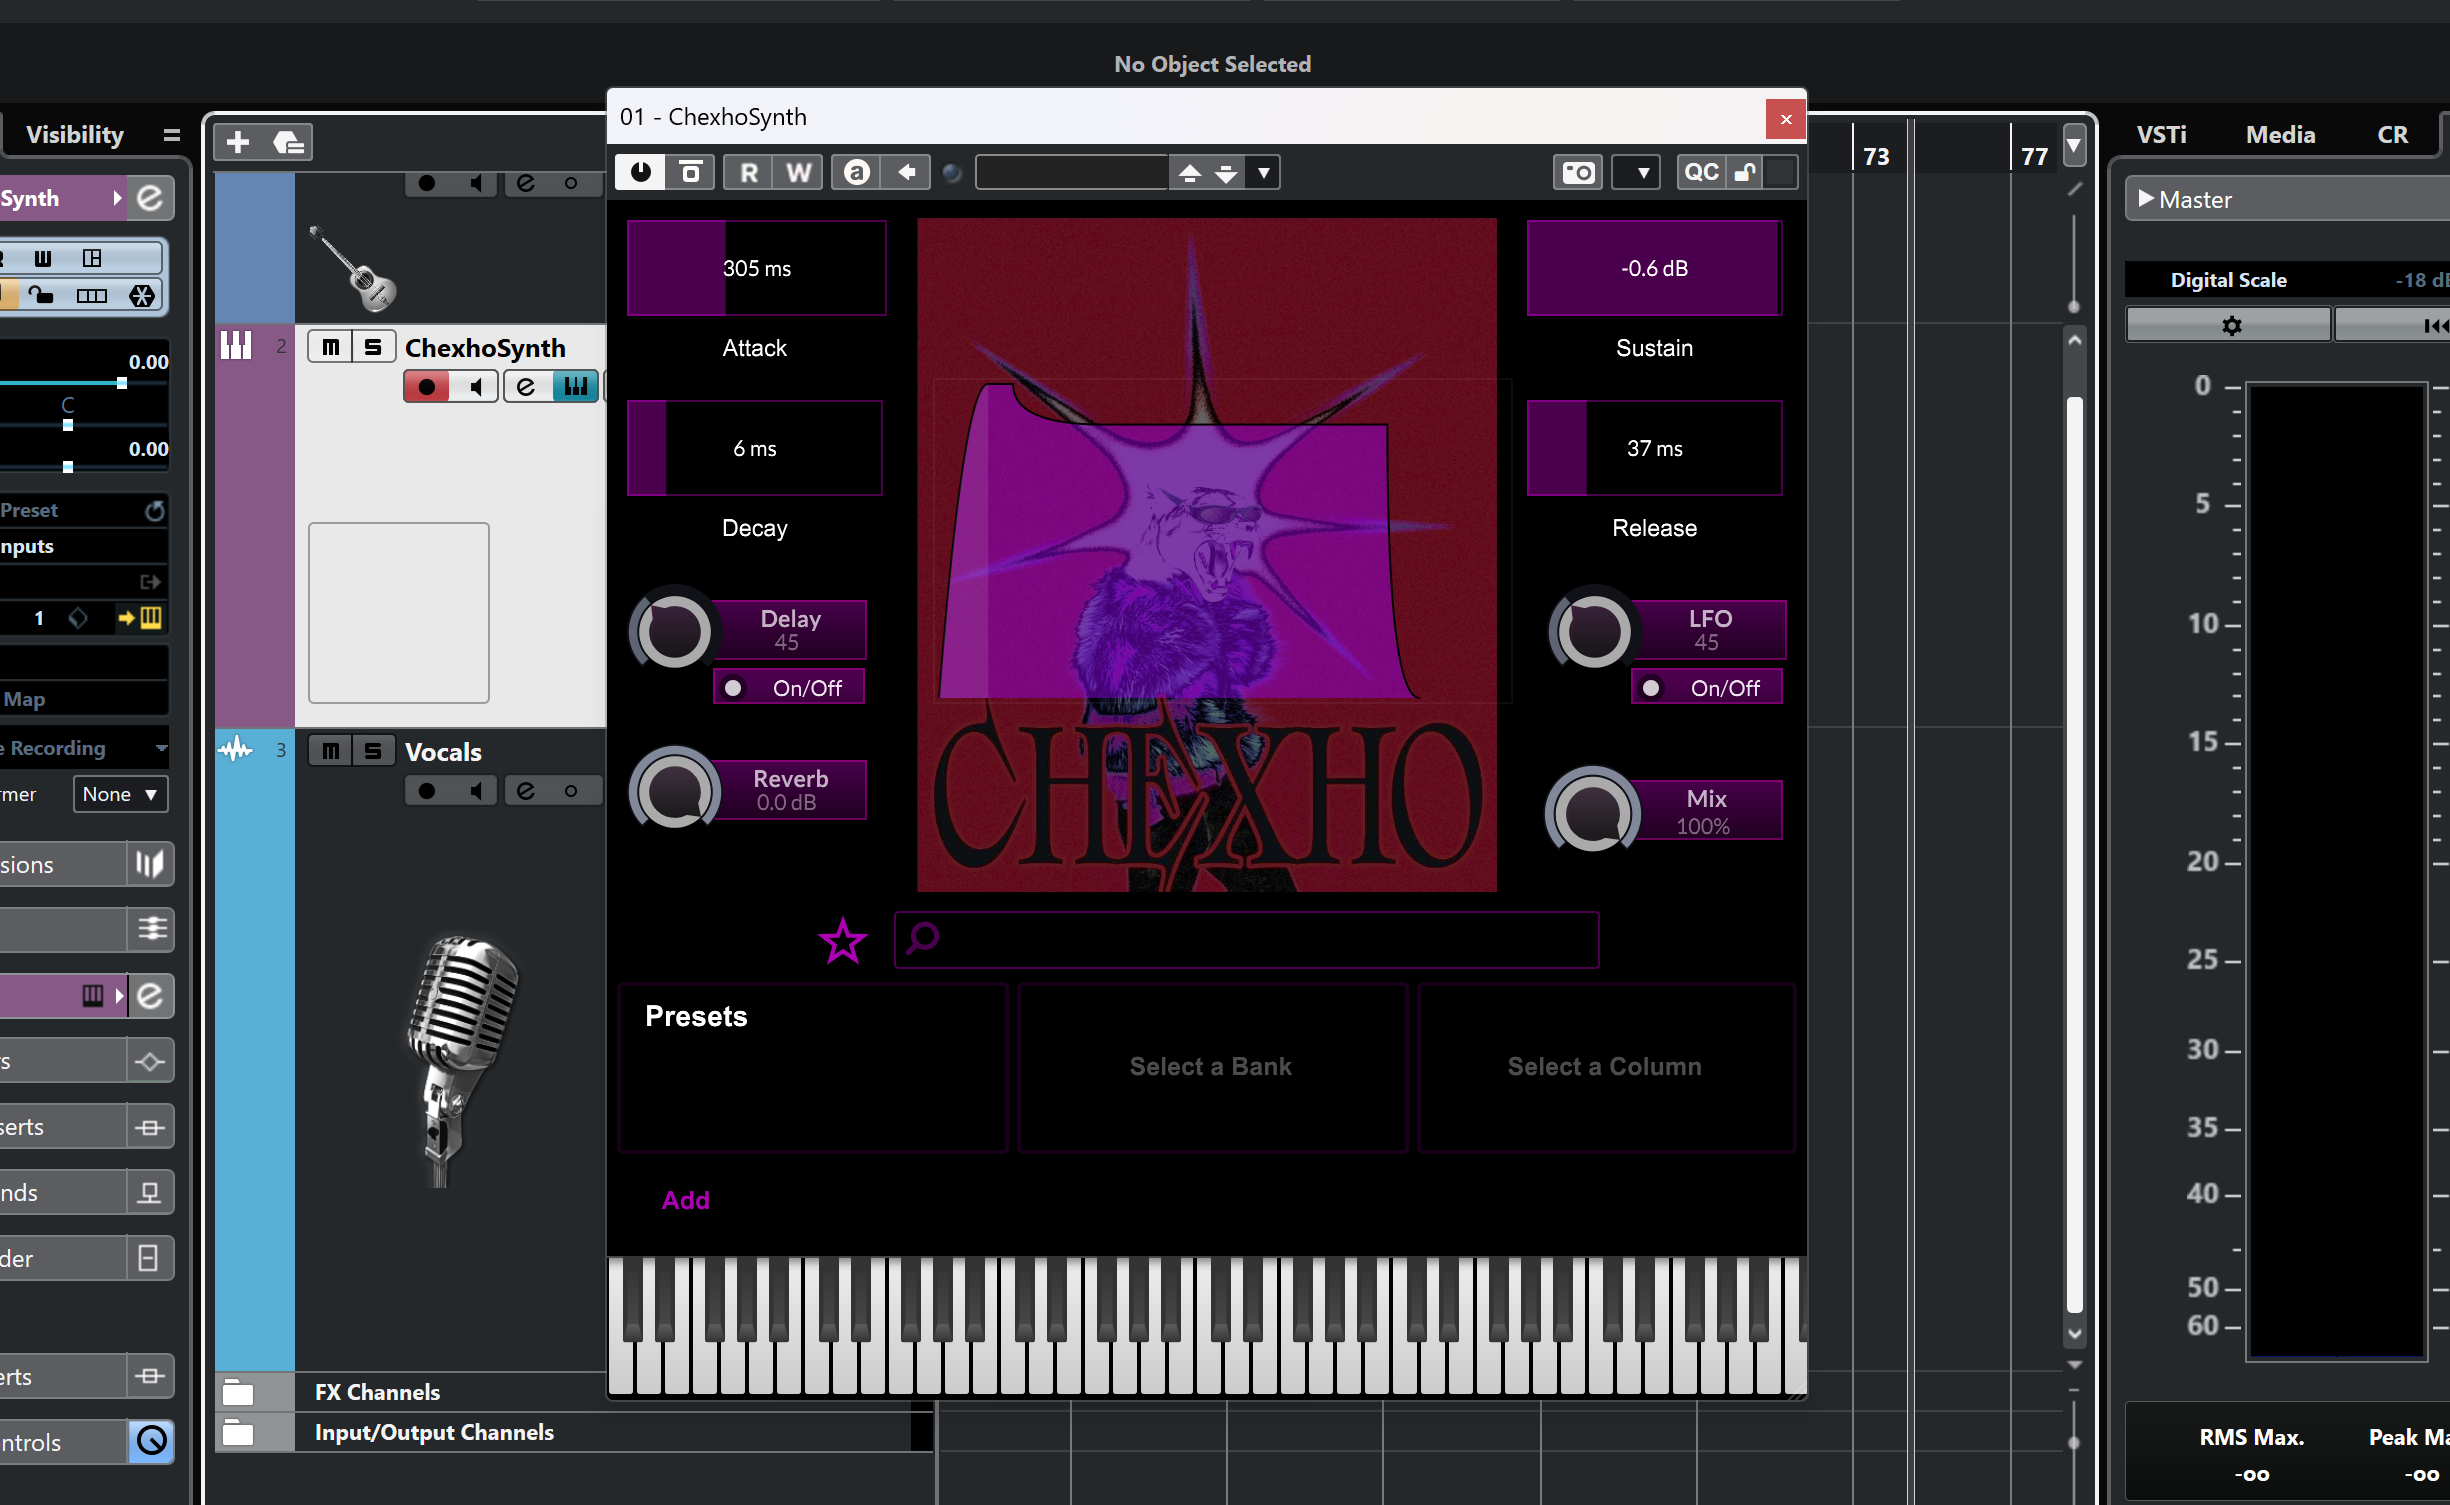 No Object Selected
Visibility
01 - ChexhoSynth
VSTi
Media
CR
73
77
R
W
a
QC
Synth
Master
305 ms
Attack
-0.6 dB
Sustain
Digital Scale
2
m
S
ChexhoSynth
0.00
C
0.00
6 ms
Decay
37 ms
Release
0
5
10
15
20
25
30
35
40
50
60
Preset
nputs
1
Map
e Recording
None
Delay
45
On/Off
LFO
45
On/Off
3
m
S
Vocals
Reverb
0.0 dB
CHEXHO
Mix
100%
sions
Presets
Select a Bank
Select a Column
Add
serts
nds
der
erts
ntrols
FX Channels
Input/Output Channels
RMS Max.
-oo
Peak Ma
-oo